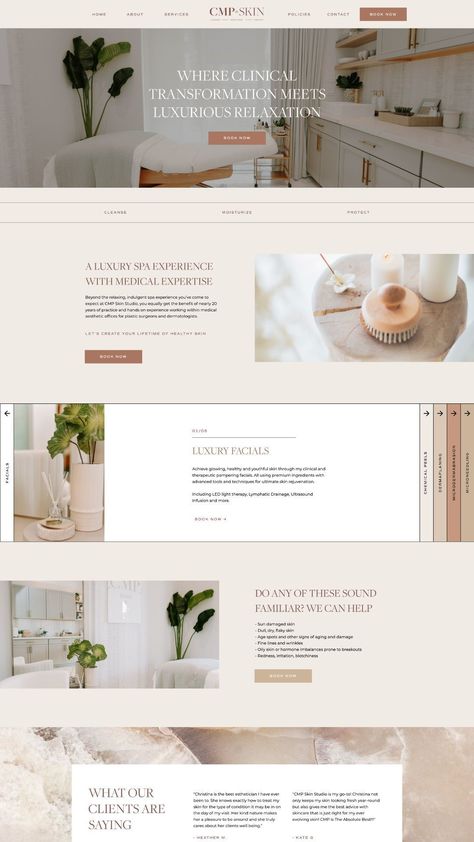 HOME ABOUT SERVICES CMP SKIN POLICIES CONTACT BOOK NOW
WHERE CLINICAL
TRANSFORMATION MEETS
LUXURIOUS RELAXATION
BOOK NOW
CLEANSE MOISTURIZE PROTECT
A LUXURY SPA EXPERIENCE
WITH MEDICAL EXPERTISE
Beyond the relaxing, indulgent spa experience you've come to
expect at CMP Skin Studio, you equally get the benefit of nearly 20
years of practice and hands on experience working within medical
aesthetic offices for plastic surgeons and dermatologists.
LET'S CREATE YOUR LIFETIME OF HEALTHY SKIN
BOOK NOW
FACIALS
01/05
LUXURY FACIALS
Achieve glowing, healthy and youthful skin through my clinical and
therapeutic pampering facials. All using premium ingredients with
advanced tools and techniques for ultimate skin rejuvenation.
Including LED light therapy, Lymphatic Drainage, Ultrasound
Infusion and more.
BOOK NOW →
CHEMICAL PEELS
DERMAPLANING
MICRODERMABRASION
MICRONEEDLING
DO ANY OF THESE SOUND
FAMILIAR? WE CAN HELP
- Sun damaged skin
- Dull, dry, flaky skin
- Age spots and other signs of aging and damage
- Fine lines and wrinkles
- Oily skin or hormone imbalances prone to breakouts
- Redness, irritation, blotchiness
BOOK NOW
WHAT OUR
CLIENTS ARE
SAYING
"Christina is the best esthetician I have ever
been to. She knows exactly how to treat my
skin for the type of condition it may be in on
the day of my visit. Her kind nature makes
her a pleasure to be around and she truly
cares about her clients well being."
- HEATHER M.
"CMP Skin Studio is my go-to! Christina not
only keeps my skin looking fresh year-round
but also gives me the best advice with
skincare that is just right for my ever
evolving skin! CMP Is The Absolute Best!!!"
- KATE G.